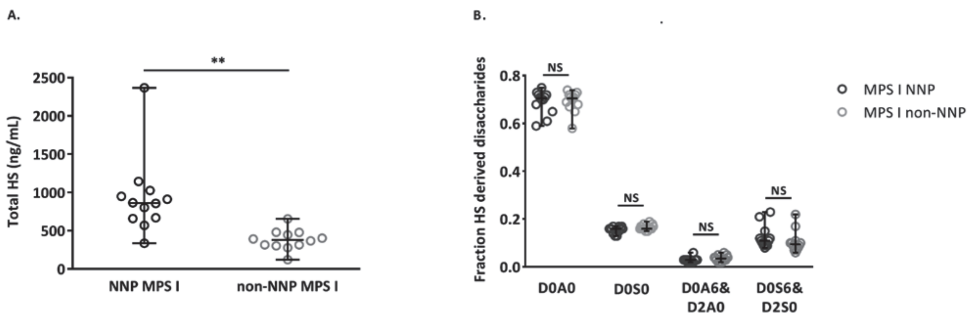 A.
**
Total HS (ng/mL)
2500
2000
1500
1000
500
0
NNP MPS I
non-NNP MPS I
B.
Fraction HS derived disaccharides
0.8
0.6
0.4
0.2
0.0
NS
NS
NS
NS
D0A0
D0S0
D0A6&
D2A0
D0S6&
D2S0
MPS I NNP
MPS I non-NNP